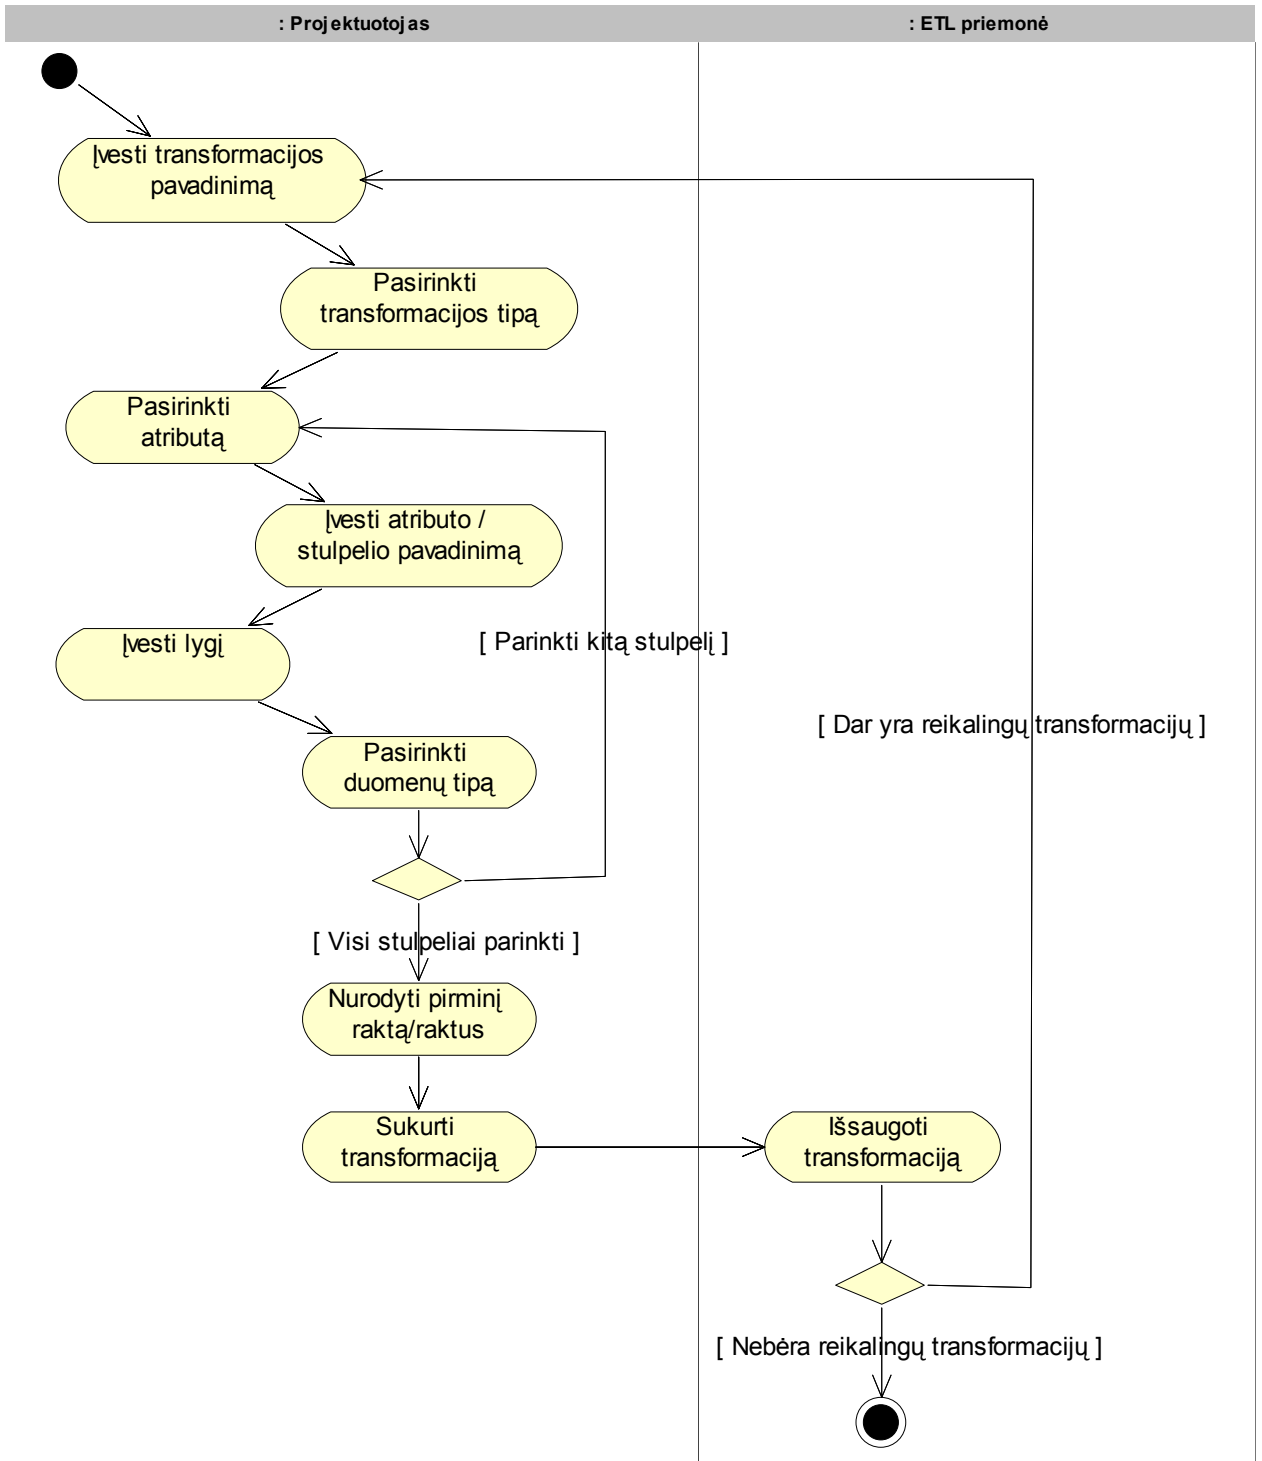 : Projektuotojas
: ETL priemonė
Įvesti transformacijos
pavadinimą
Pasirinkti
transformacijos tipą
Pasirinkti
atributą
Įvesti atributo /
stulpelio pavadinimą
Įvesti lygį
[ Parinkti kitą stulpelį ]
[ Dar yra reikalingų transformacijų ]
Pasirinkti
duomenų tipą
[ Visi stulpeliai parinkti ]
Nurodyti pirminį
raktą/raktus
Sukurti
transformaciją
Išsaugoti
transformaciją
[ Nebėra reikalingų transformacijų ]